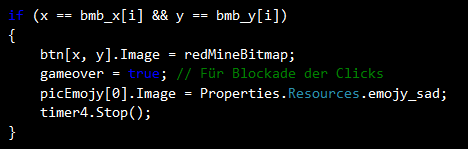 if (x == bmb_x[i] && y == bmb_y[i])
{
    btn[x, y].Image = redMineBitmap;
    gameover = true; // Für Blockade der Clicks
    picEmojy[0].Image = Properties.Resources.emojy_sad;
    timer4.Stop();
}